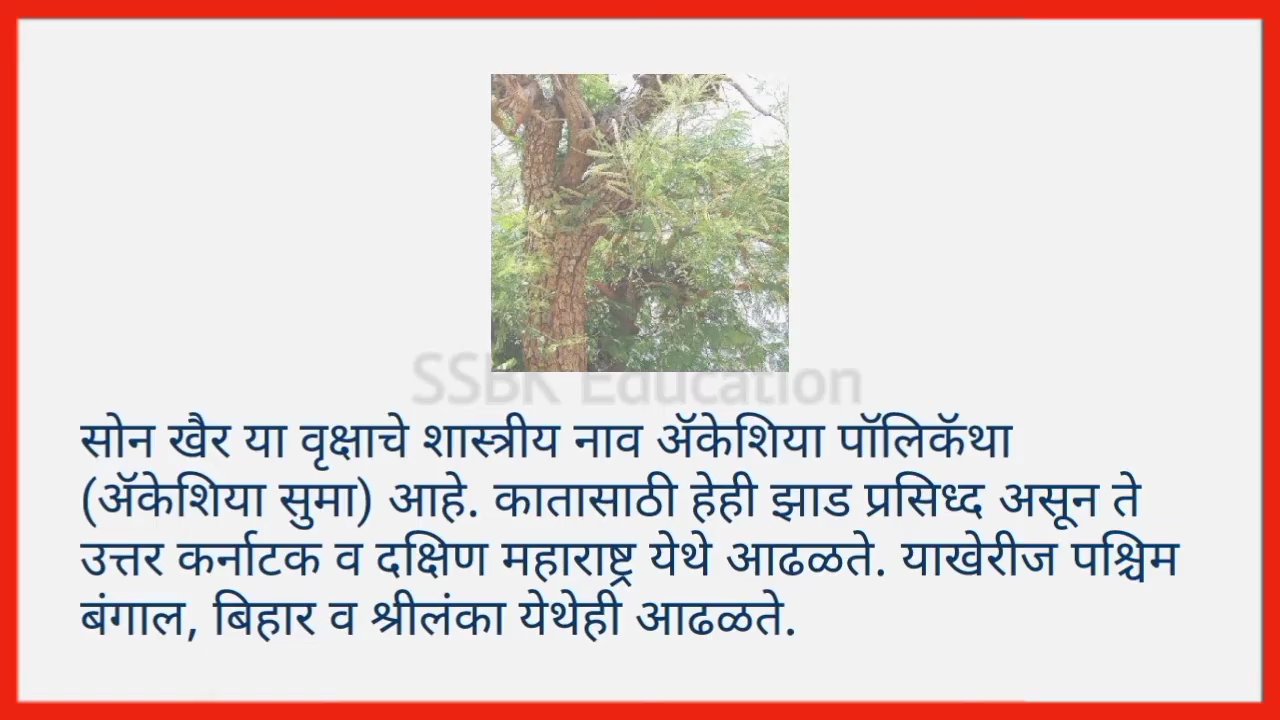 SSBK Education
सोन खैर या वृक्षाचे शास्त्रीय नाव ॲकेशिया पॉलिकॅंथा
(ॲकेशिया सुमा) आहे. कातासाठी हेही झाड प्रसिध्द असून ते
उत्तर कर्नाटक व दक्षिण महाराष्ट्र येथे आढळते. याखेरीज पश्चिम
बंगाल, बिहार व श्रीलंका येथेही आढळते.